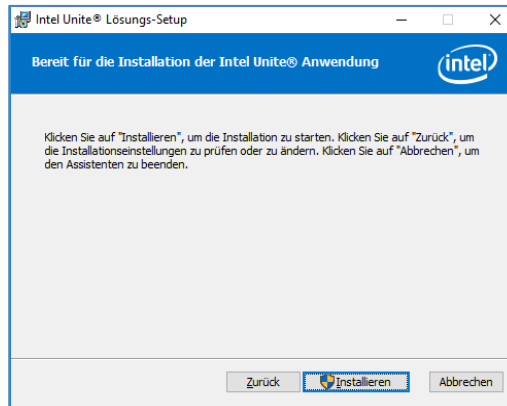 Intel Unite® Lösungs-Setup
Bereit für die Installation der Intel Unite® Anwendung
intel
Klicken Sie auf "Installieren", um die Installation zu starten. Klicken Sie auf "Zurück", um
die Installationseinstellungen zu prüfen oder zu ändern. Klicken Sie auf "Abbrechen", um
den Assistenten zu beenden.
Zurück Installieren Abbrechen